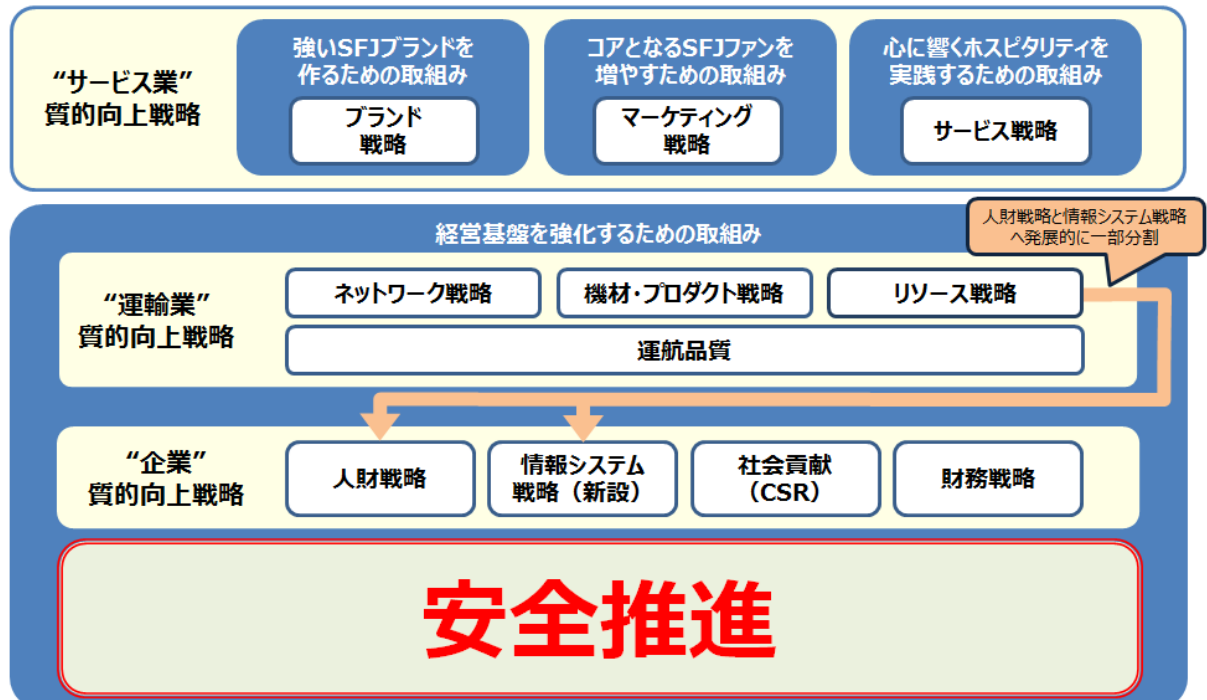 “サービス業”
質的向上戦略
強いSFJブランドを
作るための取組み
ブランド
戦略
コアとなるSFJファンを
増やすための取組み
マーケティング
戦略
心に響くホスピタリティを
実践するための取組み
サービス戦略
経営基盤を強化するための取組み
人財戦略と情報システム戦略
へ発展的に一部分割
“運輸業”
質的向上戦略
ネットワーク戦略
機材・プロダクト戦略
リソース戦略
運航品質
“企業”
質的向上戦略
人財戦略
情報システム
戦略（新設）
社会貢献
（CSR）
財務戦略
安全推進